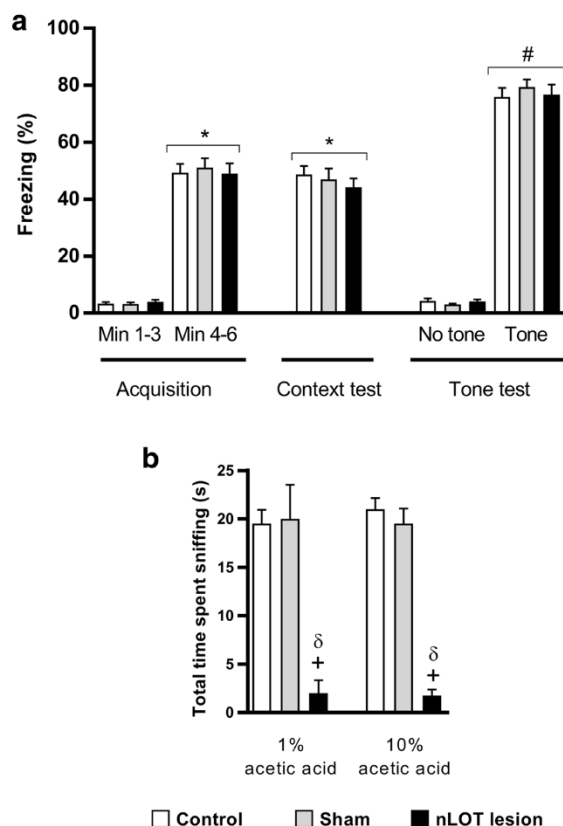 a
Freezing (%)
100
80
60
40
20
0
* * #
Min 1-3 Min 4-6 No tone Tone
Acquisition Context test Tone test
b
Total time spent sniffing (s)
25
20
15
10
5
0
δ δ
+ +
1% 10%
acetic acid acetic acid
Control Sham nLOT lesion